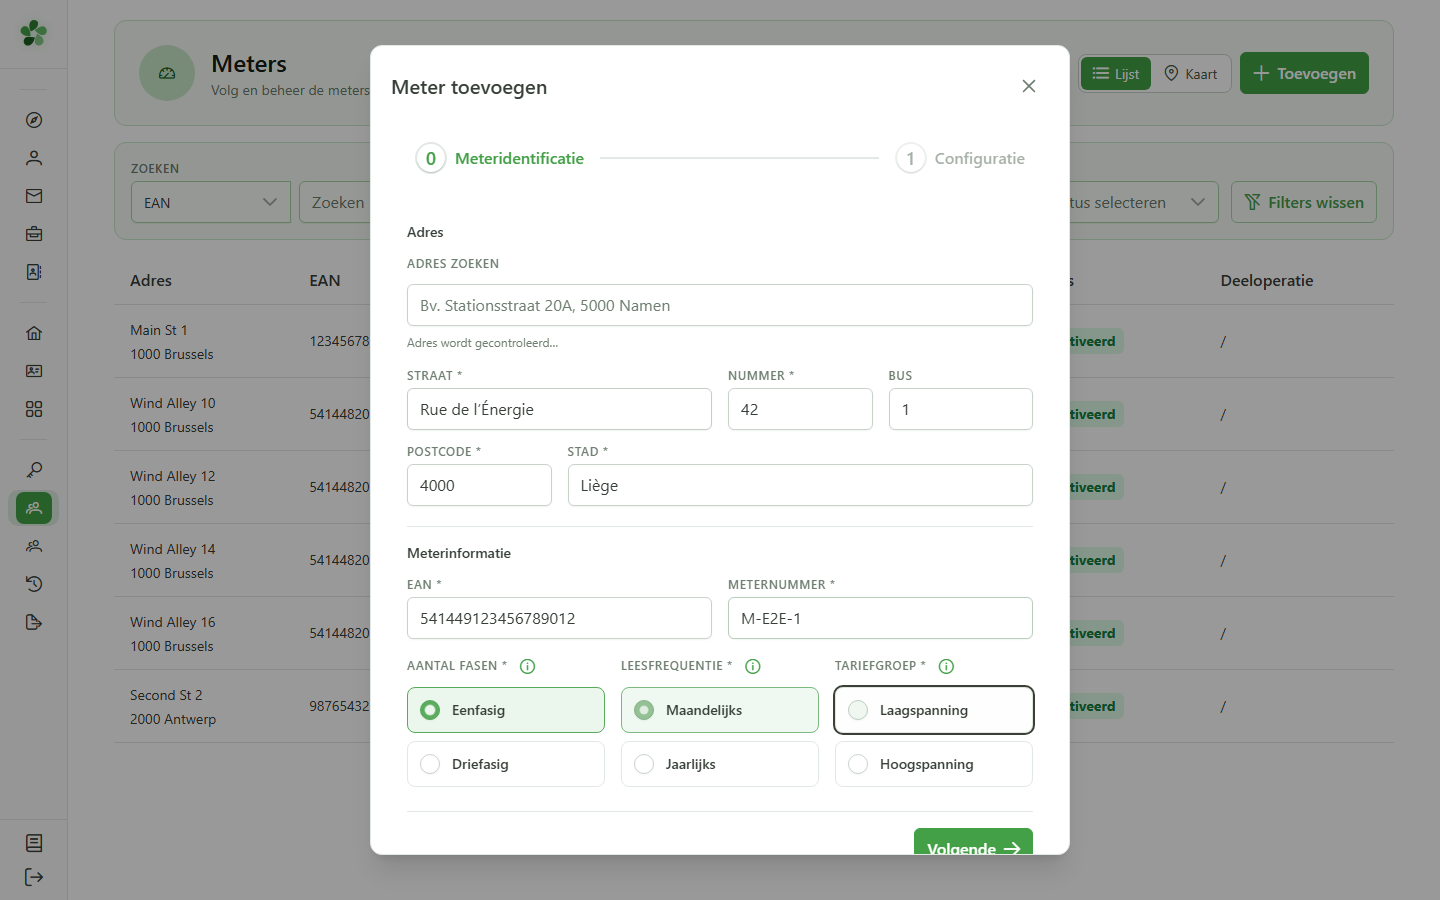 Meters
Volg en beheer de meters
Lijst
Kaart
Toevoegen
ZOEKEN
EAN
Zoeken
tus selecteren
Filters wissen
Adres
EAN
s
Deeloperatie
Main St 1
1000 Brussels
12345678
tiveerd
/
Wind Alley 10
1000 Brussels
54144820
tiveerd
/
Wind Alley 12
1000 Brussels
54144820
tiveerd
/
Wind Alley 14
1000 Brussels
54144820
tiveerd
/
Wind Alley 16
1000 Brussels
54144820
tiveerd
/
Second St 2
2000 Antwerp
98765432
tiveerd
/
Meter toevoegen
0 Meteridentificatie
1 Configuratie
Adres
ADRES ZOEKEN
Bv. Stationsstraat 20A, 5000 Namen
Adres wordt gecontroleerd...
STRAAT *
NUMMER *
BUS
Rue de l'Énergie
42
1
POSTCODE *
STAD *
4000
Liège
Meterinformatie
EAN *
METERNUMMER *
541449123456789012
M-E2E-1
AANTAL FASEN *
LEESFREQUENTIE *
TARIEFGROEP *
Eenfasig
Maandelijks
Laagspanning
Driefasig
Jaarlijks
Hoogspanning
Volgende